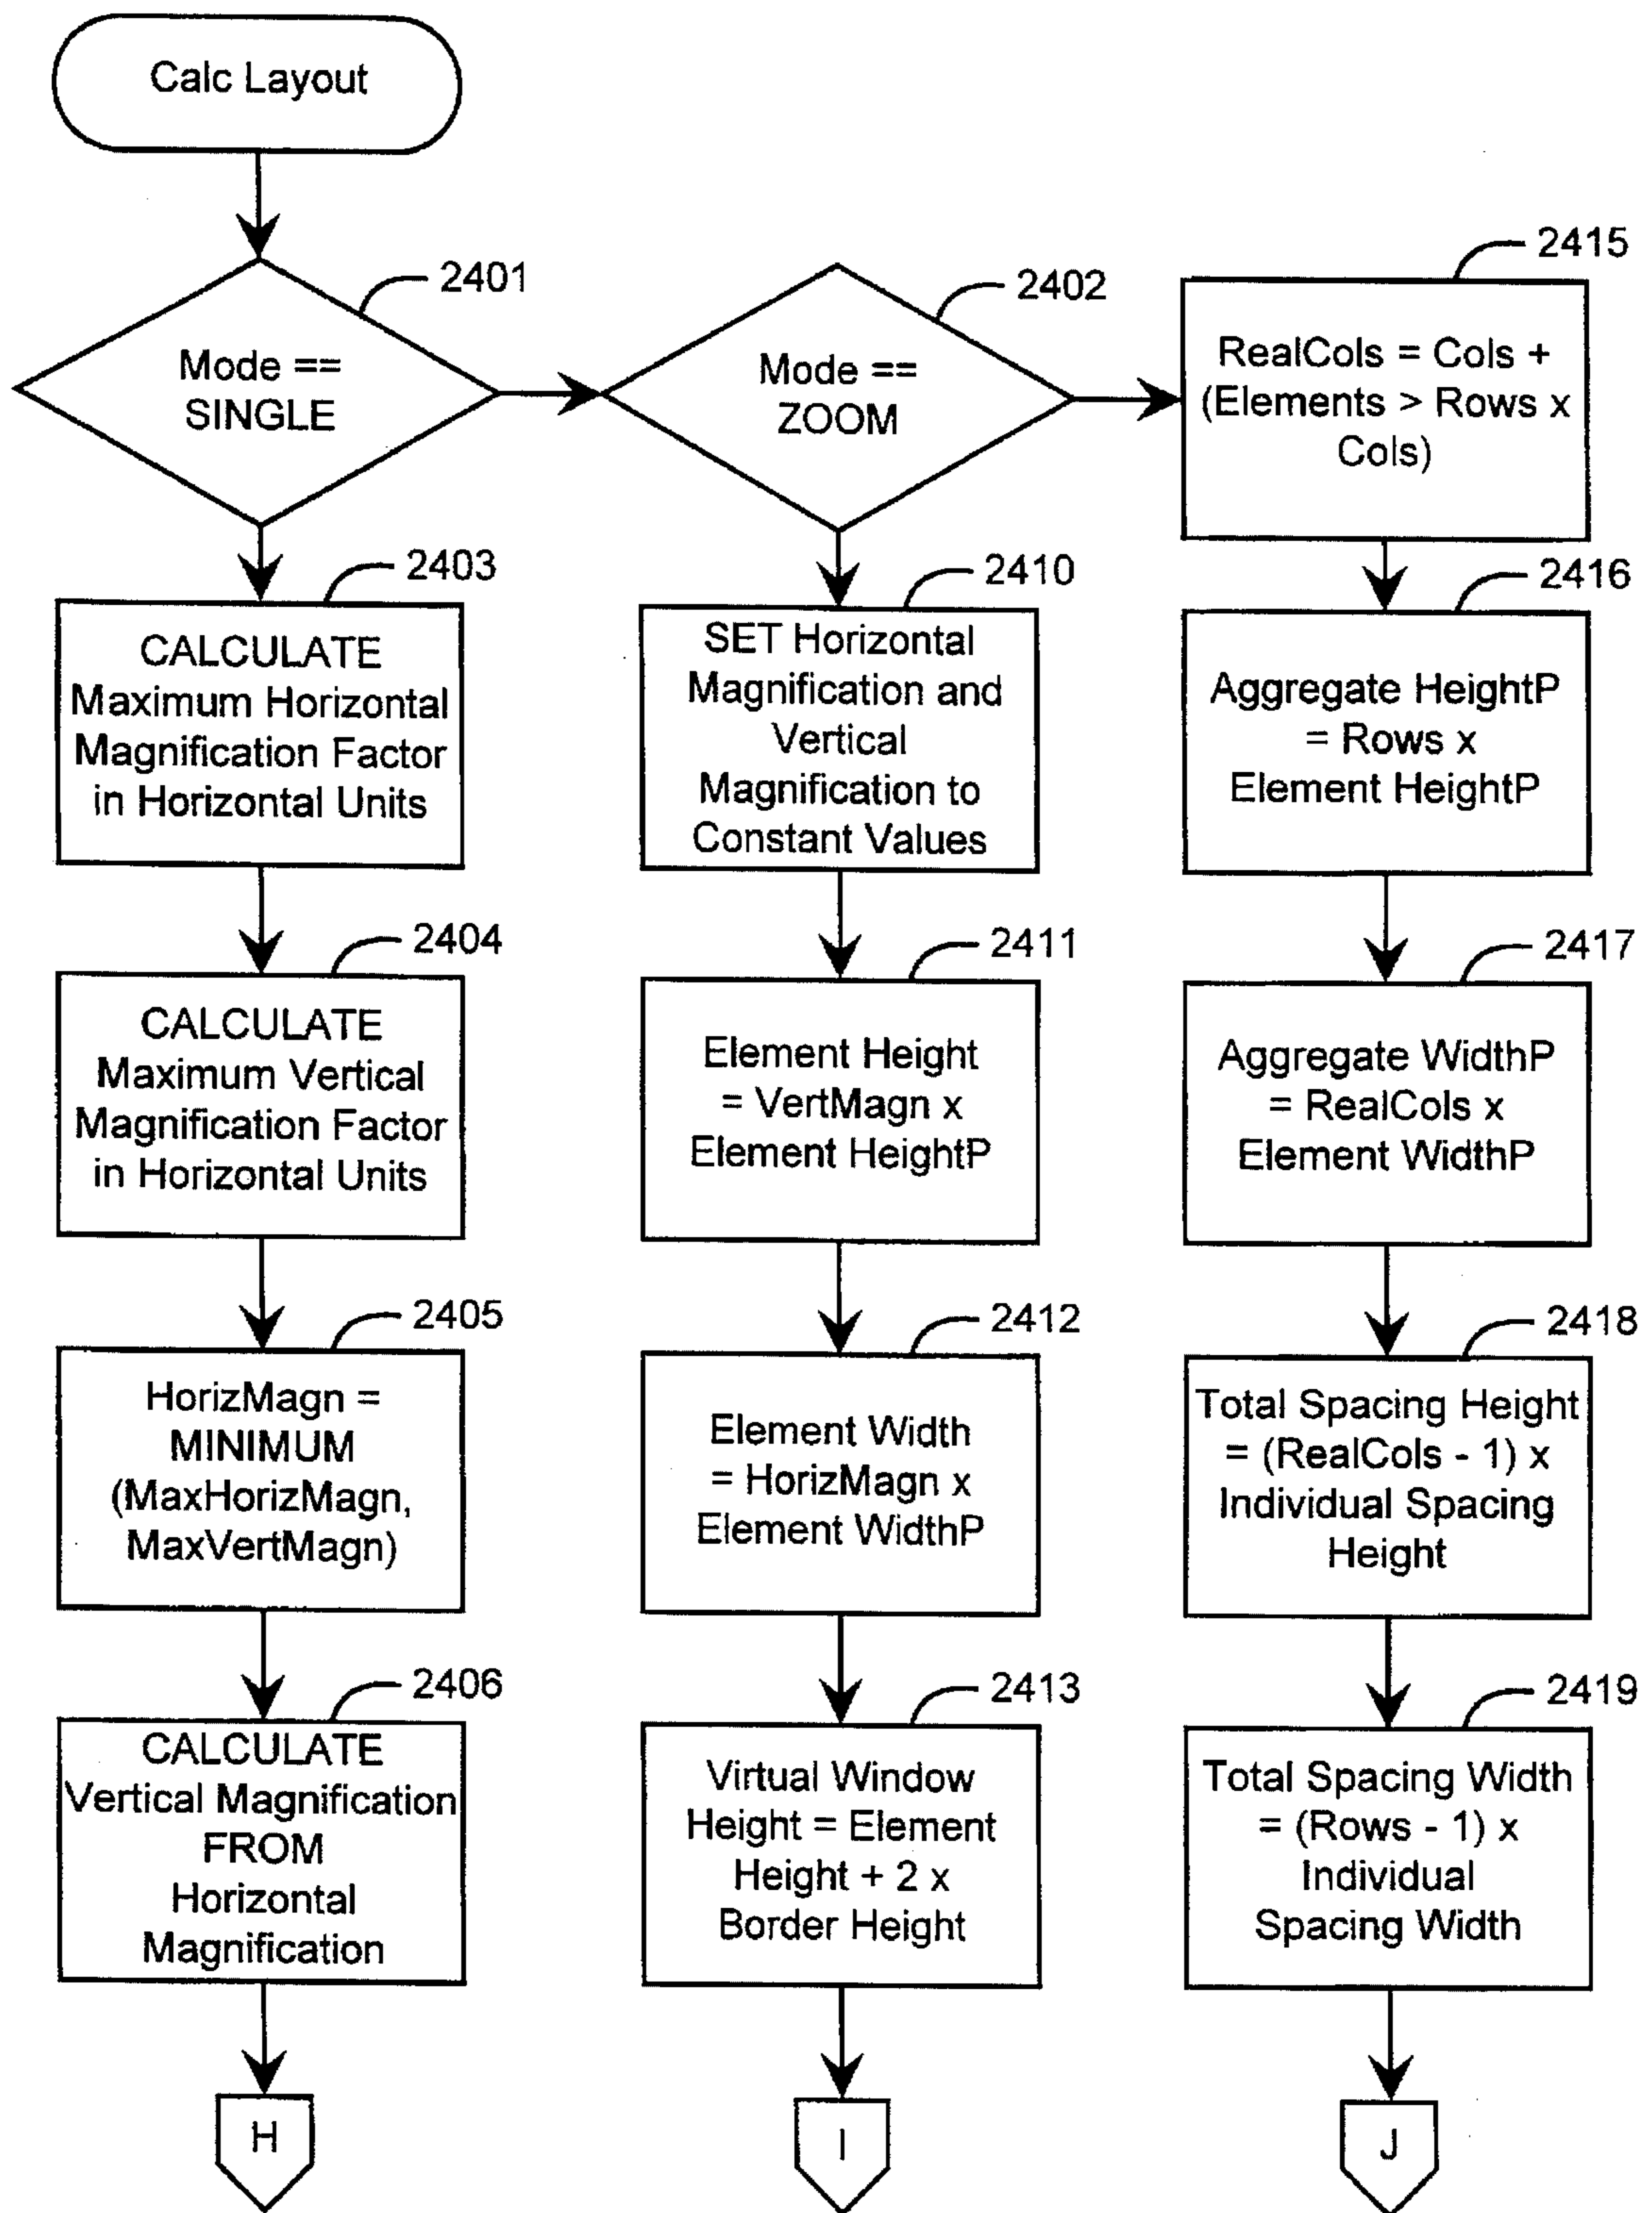 Calc Layout
2401
Mode ==
SINGLE
2402
Mode ==
ZOOM
2415
RealCols = Cols +
(Elements > Rows x
Cols)
2403
CALCULATE
Maximum Horizontal
Magnification Factor
in Horizontal Units
2404
CALCULATE
Maximum Vertical
Magnification Factor
in Horizontal Units
2405
HorizMagn =
MINIMUM
(MaxHorizMagn,
MaxVertMagn)
2406
CALCULATE
Vertical Magnification
FROM
Horizontal
Magnification
H
2410
SET Horizontal
Magnification and
Vertical
Magnification to
Constant Values
2411
Element Height
= VertMagn x
Element HeightP
2412
Element Width
= HorizMagn x
Element WidthP
2413
Virtual Window
Height = Element
Height + 2 x
Border Height
I
2416
Aggregate HeightP
= Rows x
Element HeightP
2417
Aggregate WidthP
= RealCols x
Element WidthP
2418
Total Spacing Height
= (RealCols - 1) x
Individual Spacing
Height
2419
Total Spacing Width
= (Rows - 1) x
Individual
Spacing Width
J